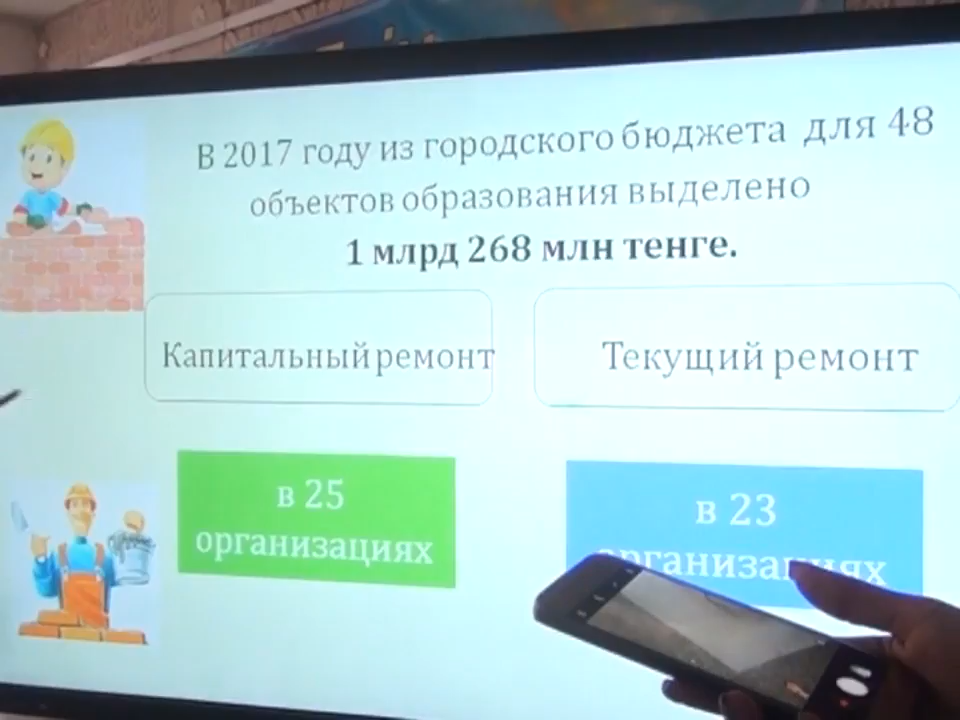 В 2017 году из городского бюджета для 48
объектов образования выделено
1 млрд 268 млн тенге.
Капитальный ремонт
Текущий ремонт
в 25
организациях
в 23
организациях